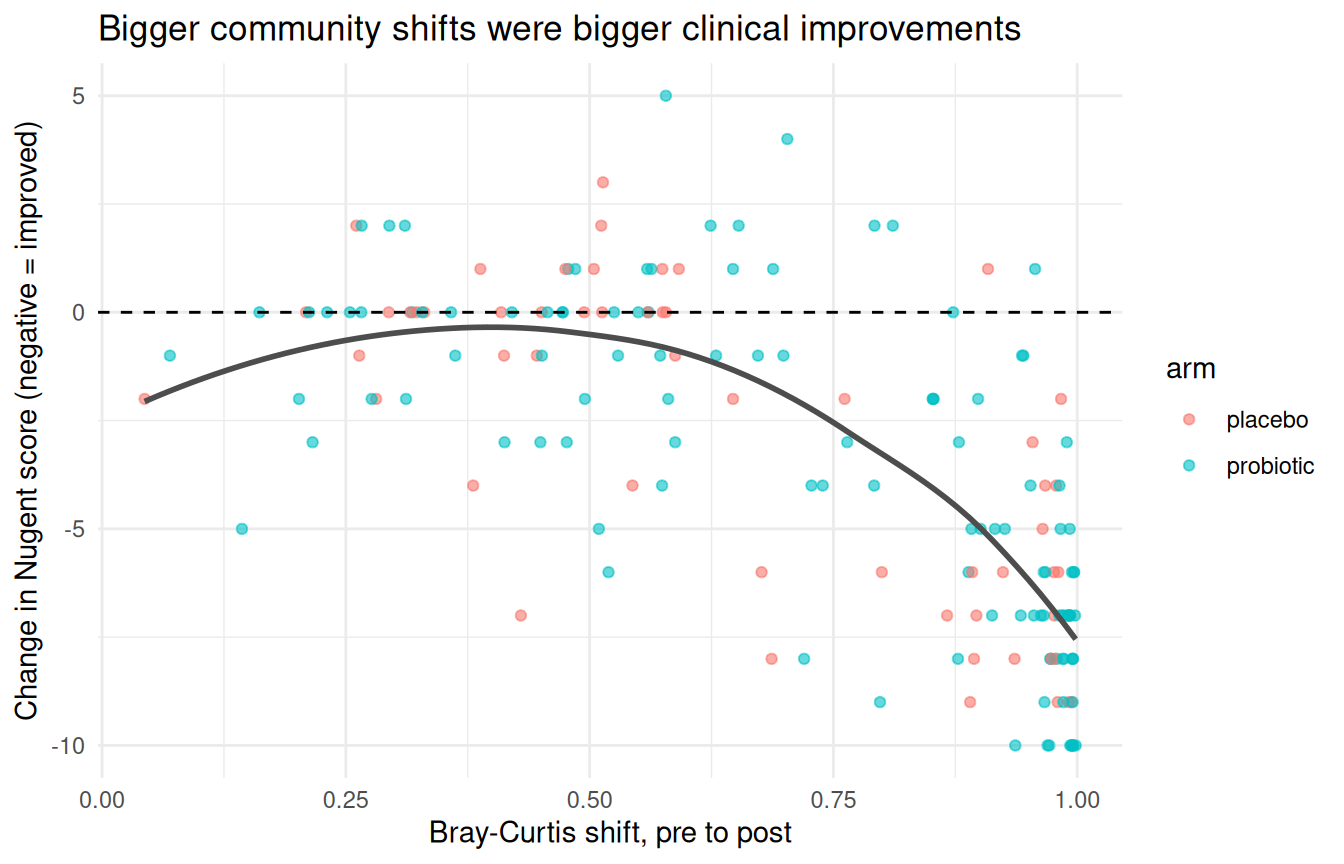 Bigger community shifts were bigger clinical improvements
Change in Nugent score (negative = improved)
5
0
-5
-10
0.00
0.25
0.50
0.75
1.00
Bray-Curtis shift, pre to post
arm
placebo
probiotic